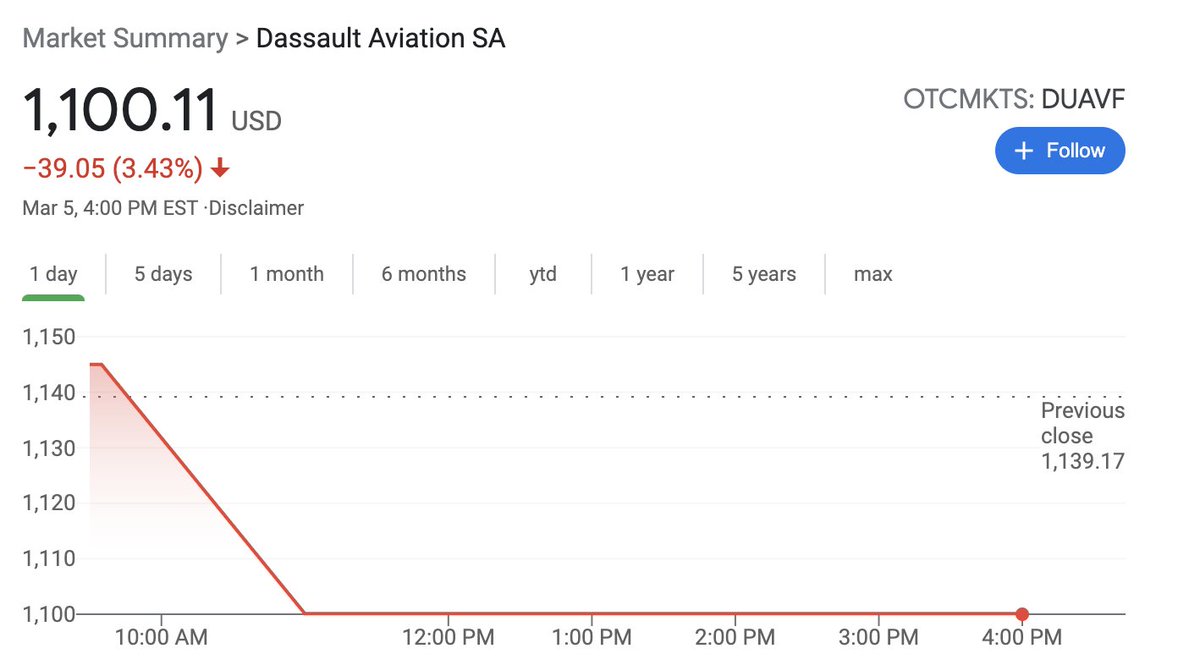 Market Summary > Dassault Aviation SA
1,100.11 USD
OTCMKTS: DUAVF
−39.05 (3.43%) ↓
+ Follow
Mar 5, 4:00 PM EST ·Disclaimer
1 day 5 days 1 month 6 months ytd 1 year 5 years max
1,150
1,140
Previous
close
1,139.17
1,130
1,120
1,110
1,100
10:00 AM 12:00 PM 1:00 PM 2:00 PM 3:00 PM 4:00 PM